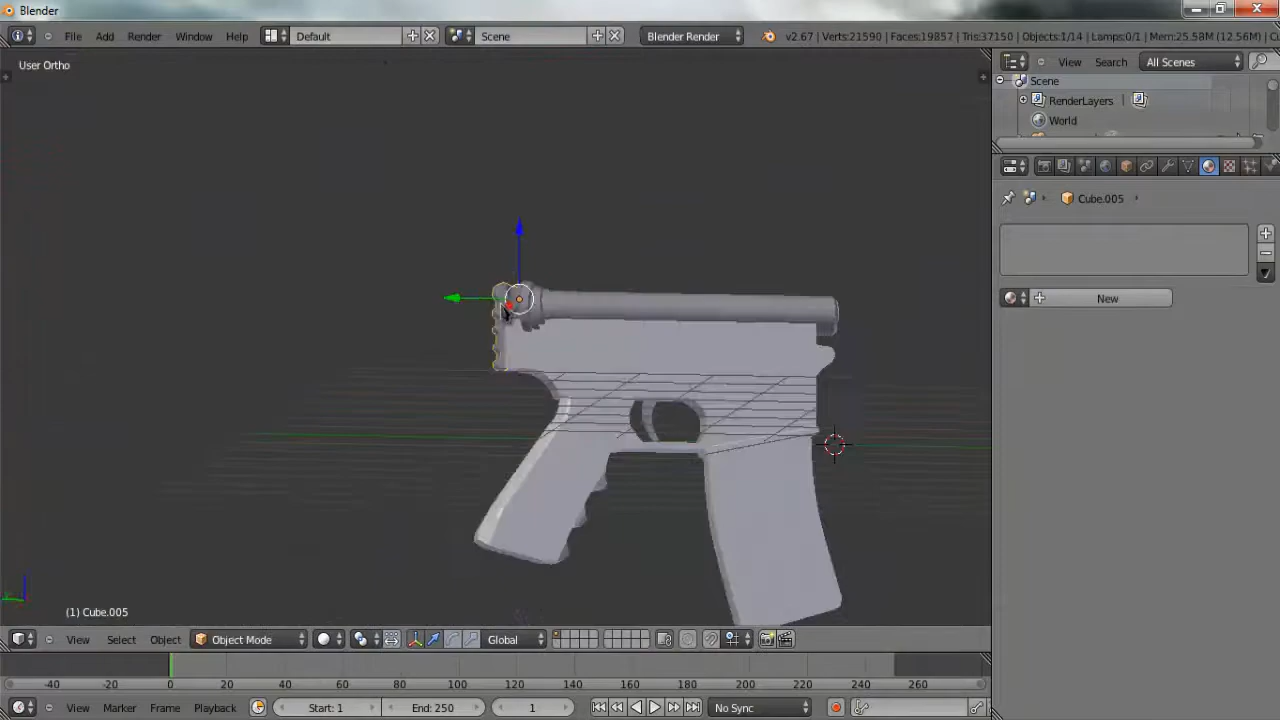 Blender
File Add Render Window Help Default Scene Blender Render v2.67 | Verts:21590 | Faces:19857 | Tris:37150 | Objects:1/14 | Lamps:0/1 | Mem:25.58M (12.56M) |
User Ortho
View Search All Scenes
Scene
RenderLayers
World
Cube.005
New
(1) Cube.005
View Select Object Object Mode Global
-40 -20 0 20 40 60 80 100 120 140 160 180 200 220 240 260
View Marker Frame Playback Start: 1 End: 250 1 No Sync